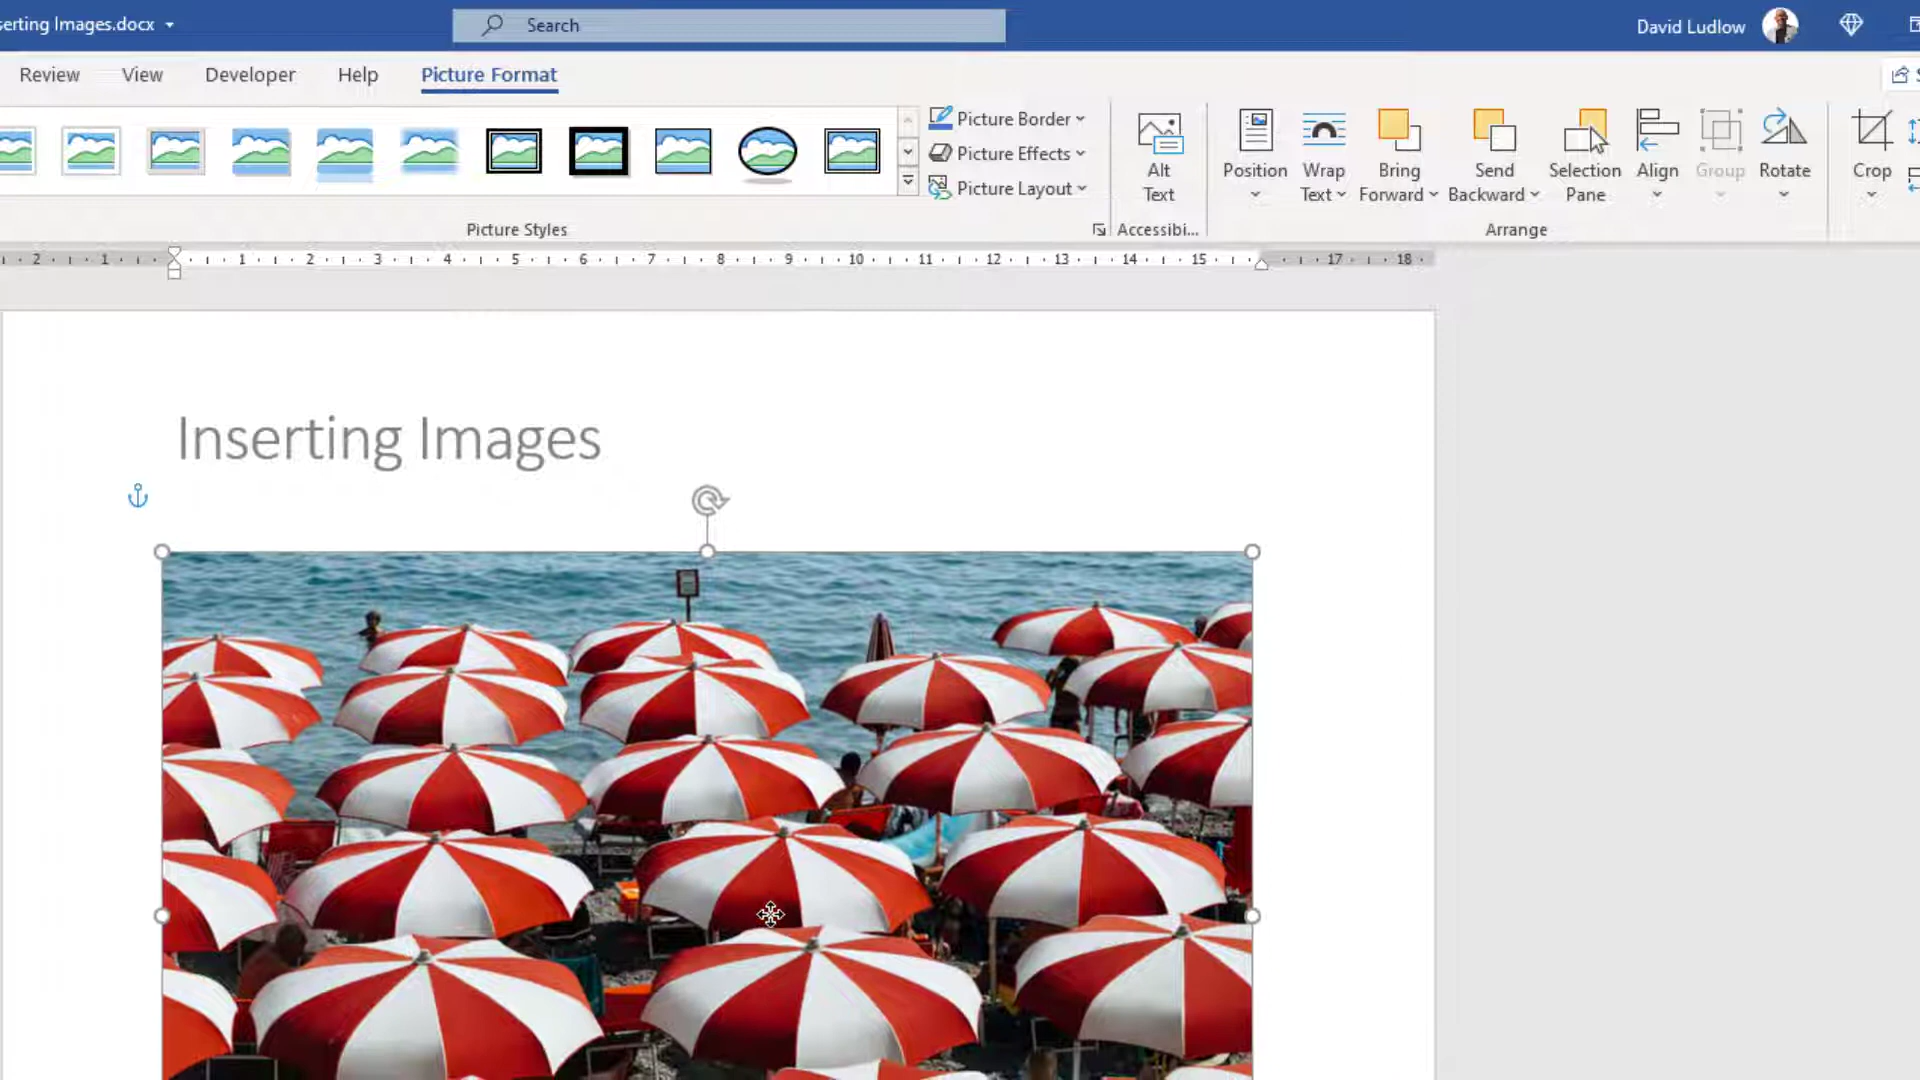 serting Images.docx
Search
David Ludlow
Review View Developer Help Picture Format
Picture Border
Picture Effects
Picture Layout
Alt Text
Position
Wrap Text
Bring Forward
Send Backward
Selection Pane
Align
Group
Rotate
Crop
Picture Styles
Accessibi...
Arrange
2 1 1 2 3 4 5 6 7 8 9 10 11 12 13 14 15 17 18
Inserting Images